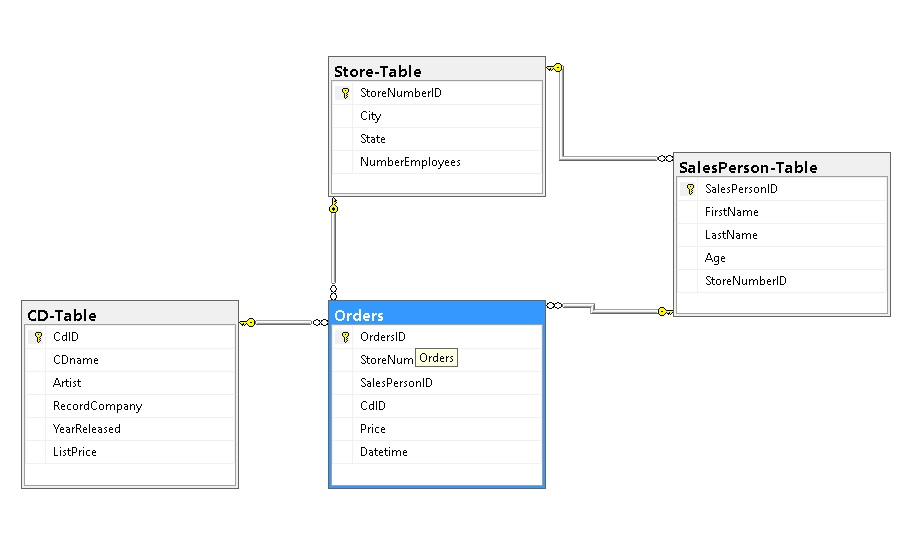 Store-Table
StoreNumberID
City
State
NumberEmployees
SalesPerson-Table
SalesPersonID
FirstName
LastName
Age
StoreNumberID
CD-Table
CdID
CDname
Artist
RecordCompany
YearReleased
ListPrice
Orders
OrdersID
StoreNum
Orders
SalesPersonID
CdID
Price
Datetime